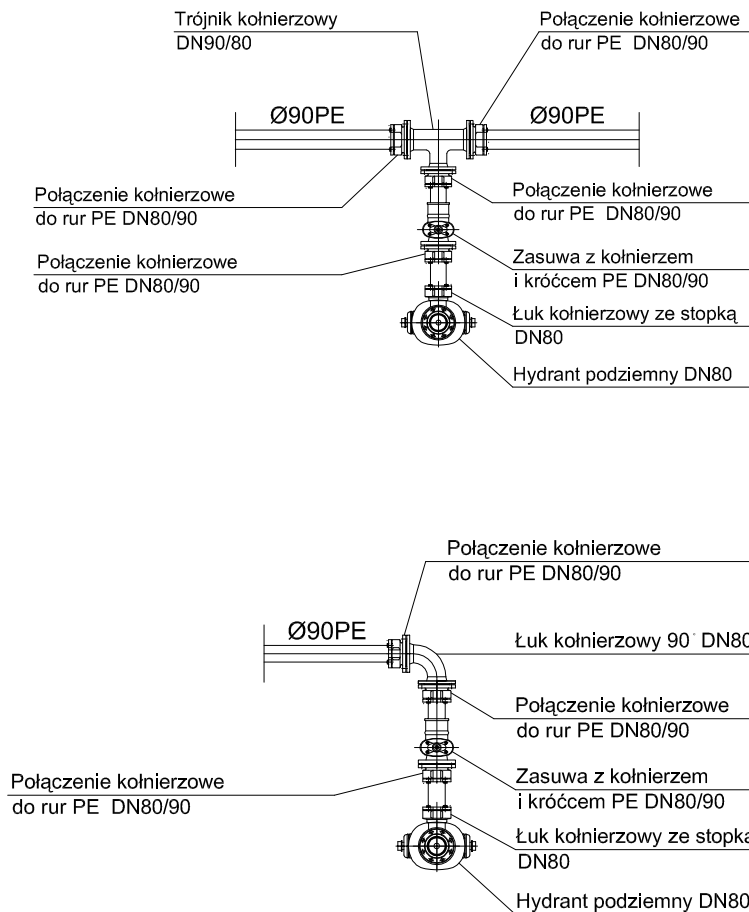 Trójnik kołnierzowy
DN90/80
Połączenie kołnierzowe
do rur PE DN80/90
Ø90PE
Ø90PE
Połączenie kołnierzowe
do rur PE DN80/90
Połączenie kołnierzowe
do rur PE DN80/90
Połączenie kołnierzowe
do rur PE DN80/90
Zasuwa z kołnierzem
i króćcem PE DN80/90
Łuk kołnierzowy ze stopką
DN80
Hydrant podziemny DN80
Połączenie kołnierzowe
do rur PE DN80/90
Ø90PE
Łuk kołnierzowy 90° DN80
Połączenie kołnierzowe
do rur PE DN80/90
Połączenie kołnierzowe
do rur PE DN80/90
Zasuwa z kołnierzem
i króćcem PE DN80/90
Łuk kołnierzowy ze stopką
DN80
Hydrant podziemny DN80